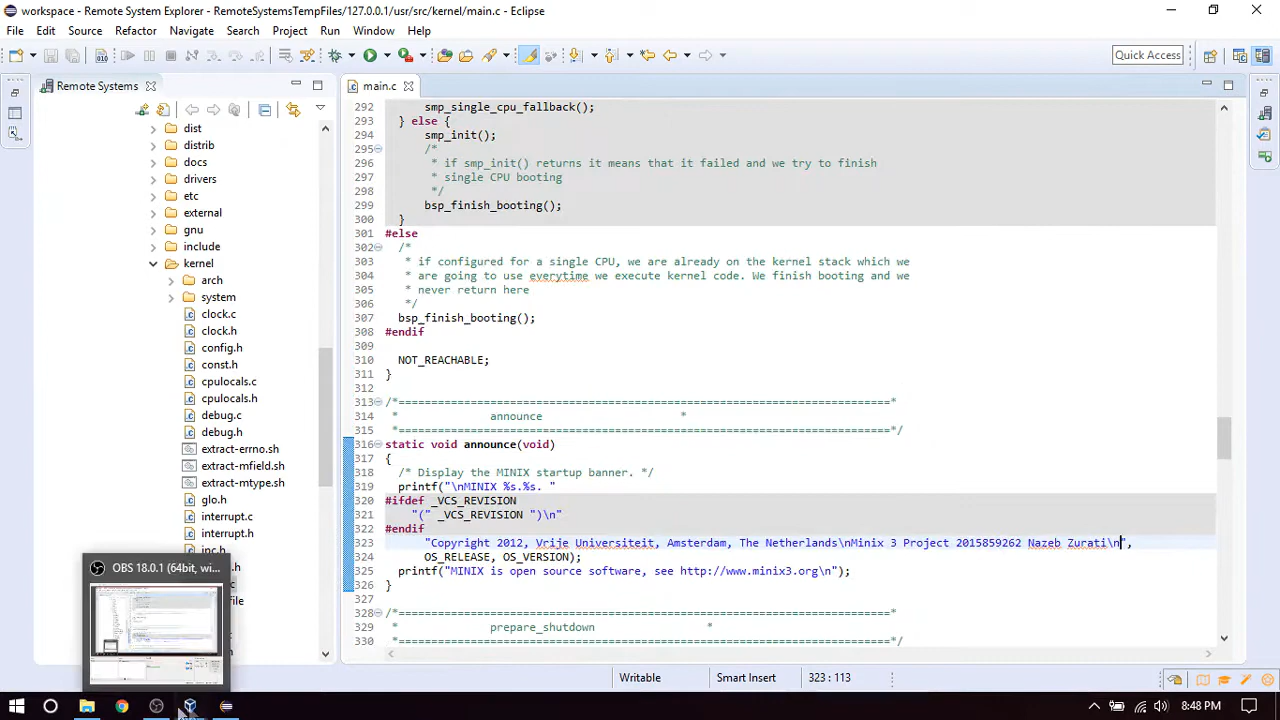 workspace - Remote System Explorer - RemoteSystemsTempFiles/127.0.0.1/usr/src/kernel/main.c - Eclipse
File Edit Source Refactor Navigate Search Project Run Window Help
Quick Access
Remote Systems
main.c
dist
distrib
docs
drivers
etc
external
gnu
include
kernel
arch
system
clock.c
clock.h
config.h
const.h
cpulocals.c
cpulocals.h
debug.c
debug.h
extract-errno.sh
extract-mfield.sh
extract-mtype.sh
glo.h
interrupt.c
interrupt.h
ipc.h
.h
c
file
292 smp_single_cpu_fallback();
293 } else {
294 smp_init();
295 /*
296 * if smp_init() returns it means that it failed and we try to finish
297 * single CPU booting
298 */
299 bsp_finish_booting();
300 }
301 #else
302 /*
303 * if configured for a single CPU, we are already on the kernel stack which we
304 * are going to use everytime we execute kernel code. We finish booting and we
305 * never return here
306 */
307 bsp_finish_booting();
308 #endif
309
310 NOT_REACHABLE;
311 }
312
313 /*===========================================================================*
314 * announce *
315 *===========================================================================*/
316 static void announce(void)
317 {
318 /* Display the MINIX startup banner. */
319 printf("\nMINIX %s.%s. "
320 #ifdef _VCS_REVISION
321 "(" _VCS_REVISION ")\n"
322 #endif
323 "Copyright 2012, Vrije Universiteit, Amsterdam, The Netherlands\nMinix 3 Project 2015859262 Nazeb Zurati\n",
324 OS_RELEASE, OS_VERSION);
325 printf("MINIX is open source software, see http://www.minix3.org\n");
326 }
327
328 /*===========================================================================*
329 * prepare_shutdown *
330 *===========================================================================*/
OBS 18.0.1 (64bit, wi...
Writable Smart Insert 323 : 113
8:48 PM